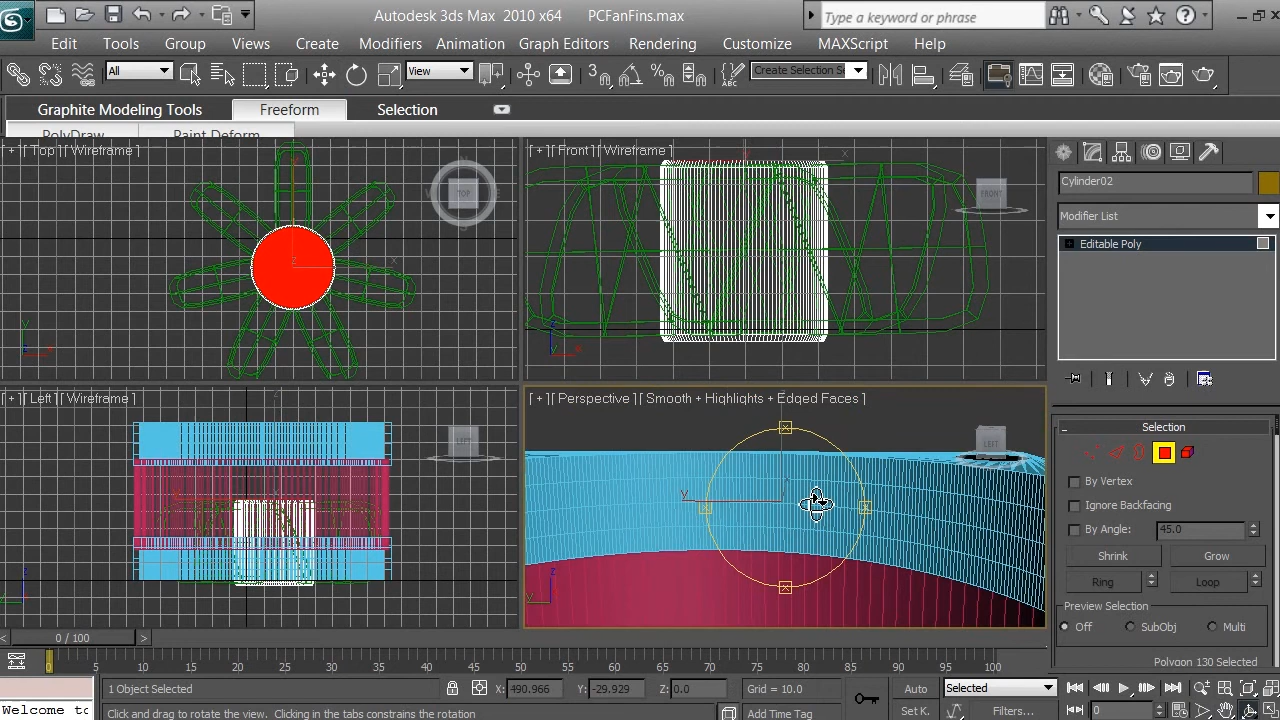 Autodesk 3ds Max 2010 x64 PCFanFins.max
Type a keyword or phrase
Edit Tools Group Views Create Modifiers Animation Graph Editors Rendering Customize MAXScript Help
All View Create Selection Se
Graphite Modeling Tools Freeform Selection
PolyDraw Paint Deform
[ + ][ Top ][ Wireframe ]
TOP
[ + ][ Front ][ Wireframe ]
FRONT
Cylinder02
Modifier List
Editable Poly
[ + ][ Left ][ Wireframe ]
LEFT
[ + ][ Perspective ][ Smooth + Highlights + Edged Faces ]
LEFT
Selection
By Vertex
Ignore Backfacing
By Angle: 45.0
Shrink Grow
Ring Loop
Preview Selection
Off SubObj Multi
Polygon 130 Selected
0 / 100
0 5 10 15 20 25 30 35 40 45 50 55 60 65 70 75 80 85 90 95 100
1 Object Selected X: 490.966 Y: -29.929 Z: 0.0 Grid = 10.0 Auto Selected
Welcome to Click and drag to rotate the view. Clicking in the tabs constrains the rotation Add Time Tag Set K. Filters... 0